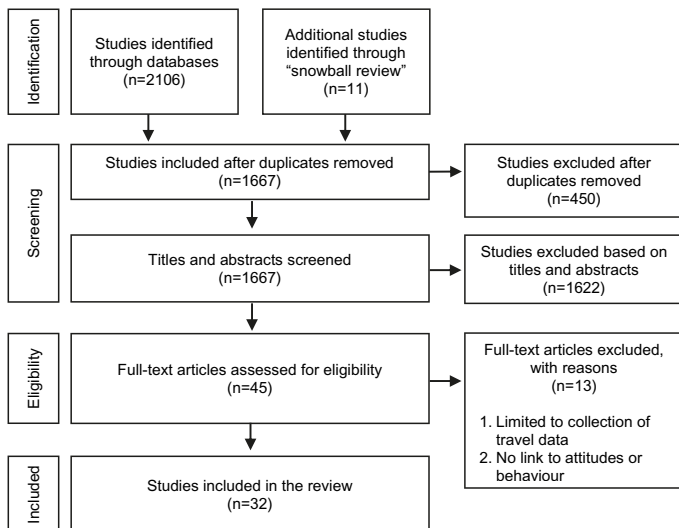 Identification
Studies identified
through databases
(n=2106)
Additional studies
identified through
“snowball review”
(n=11)
Screening
Studies included after duplicates removed
(n=1667)
Studies excluded after
duplicates removed
(n=450)
Titles and abstracts screened
(n=1667)
Studies excluded based on
titles and abstracts
(n=1622)
Eligibility
Full-text articles assessed for eligibility
(n=45)
Full-text articles excluded,
with reasons
(n=13)
1. Limited to collection of
travel data
2. No link to attitudes or
behaviour
Included
Studies included in the review
(n=32)